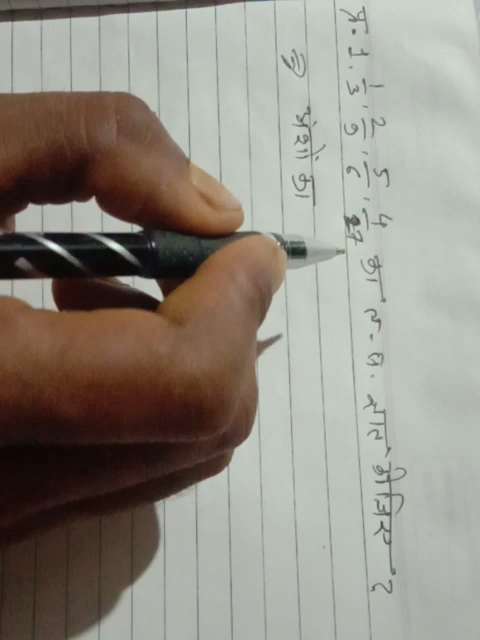 प्र. 1. 1/3, 2/9, 5/6, 4/27 का ल. स. ज्ञात कीजिए ?
⇒ अंशों का